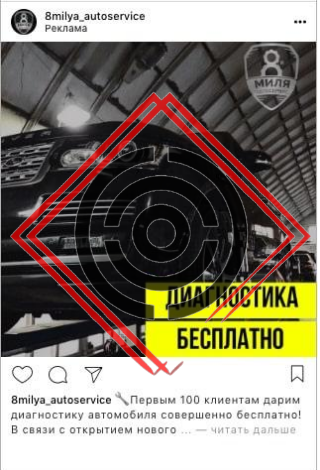 8milya_autoservice
Реклама
8
МИЛЯ
ДИАГНОСТИКА
БЕСПЛАТНО
8milya_autoservice 🔧Первым 100 клиентам дарим
диагностику автомобиля совершенно бесплатно!
В связи с открытием нового ... — читать дальше